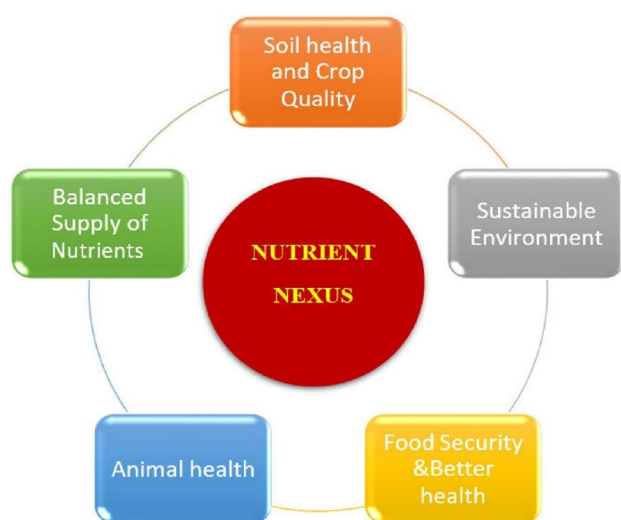 Soil health
and Crop
Quality
Balanced
Supply of
Nutrients
Sustainable
Environment
NUTRIENT
NEXUS
Animal health
Food Security
&Better
health